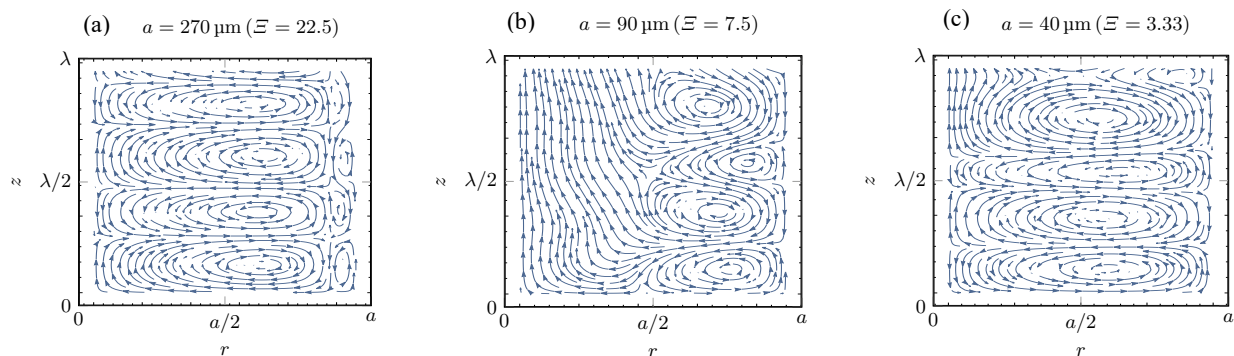 (a) a = 270 μm (Ξ = 22.5)
λ
z λ/2
0
0 a/2 a
r
(b) a = 90 μm (Ξ = 7.5)
λ
z λ/2
0
0 a/2 a
r
(c) a = 40 μm (Ξ = 3.33)
λ
z λ/2
0
0 a/2 a
r